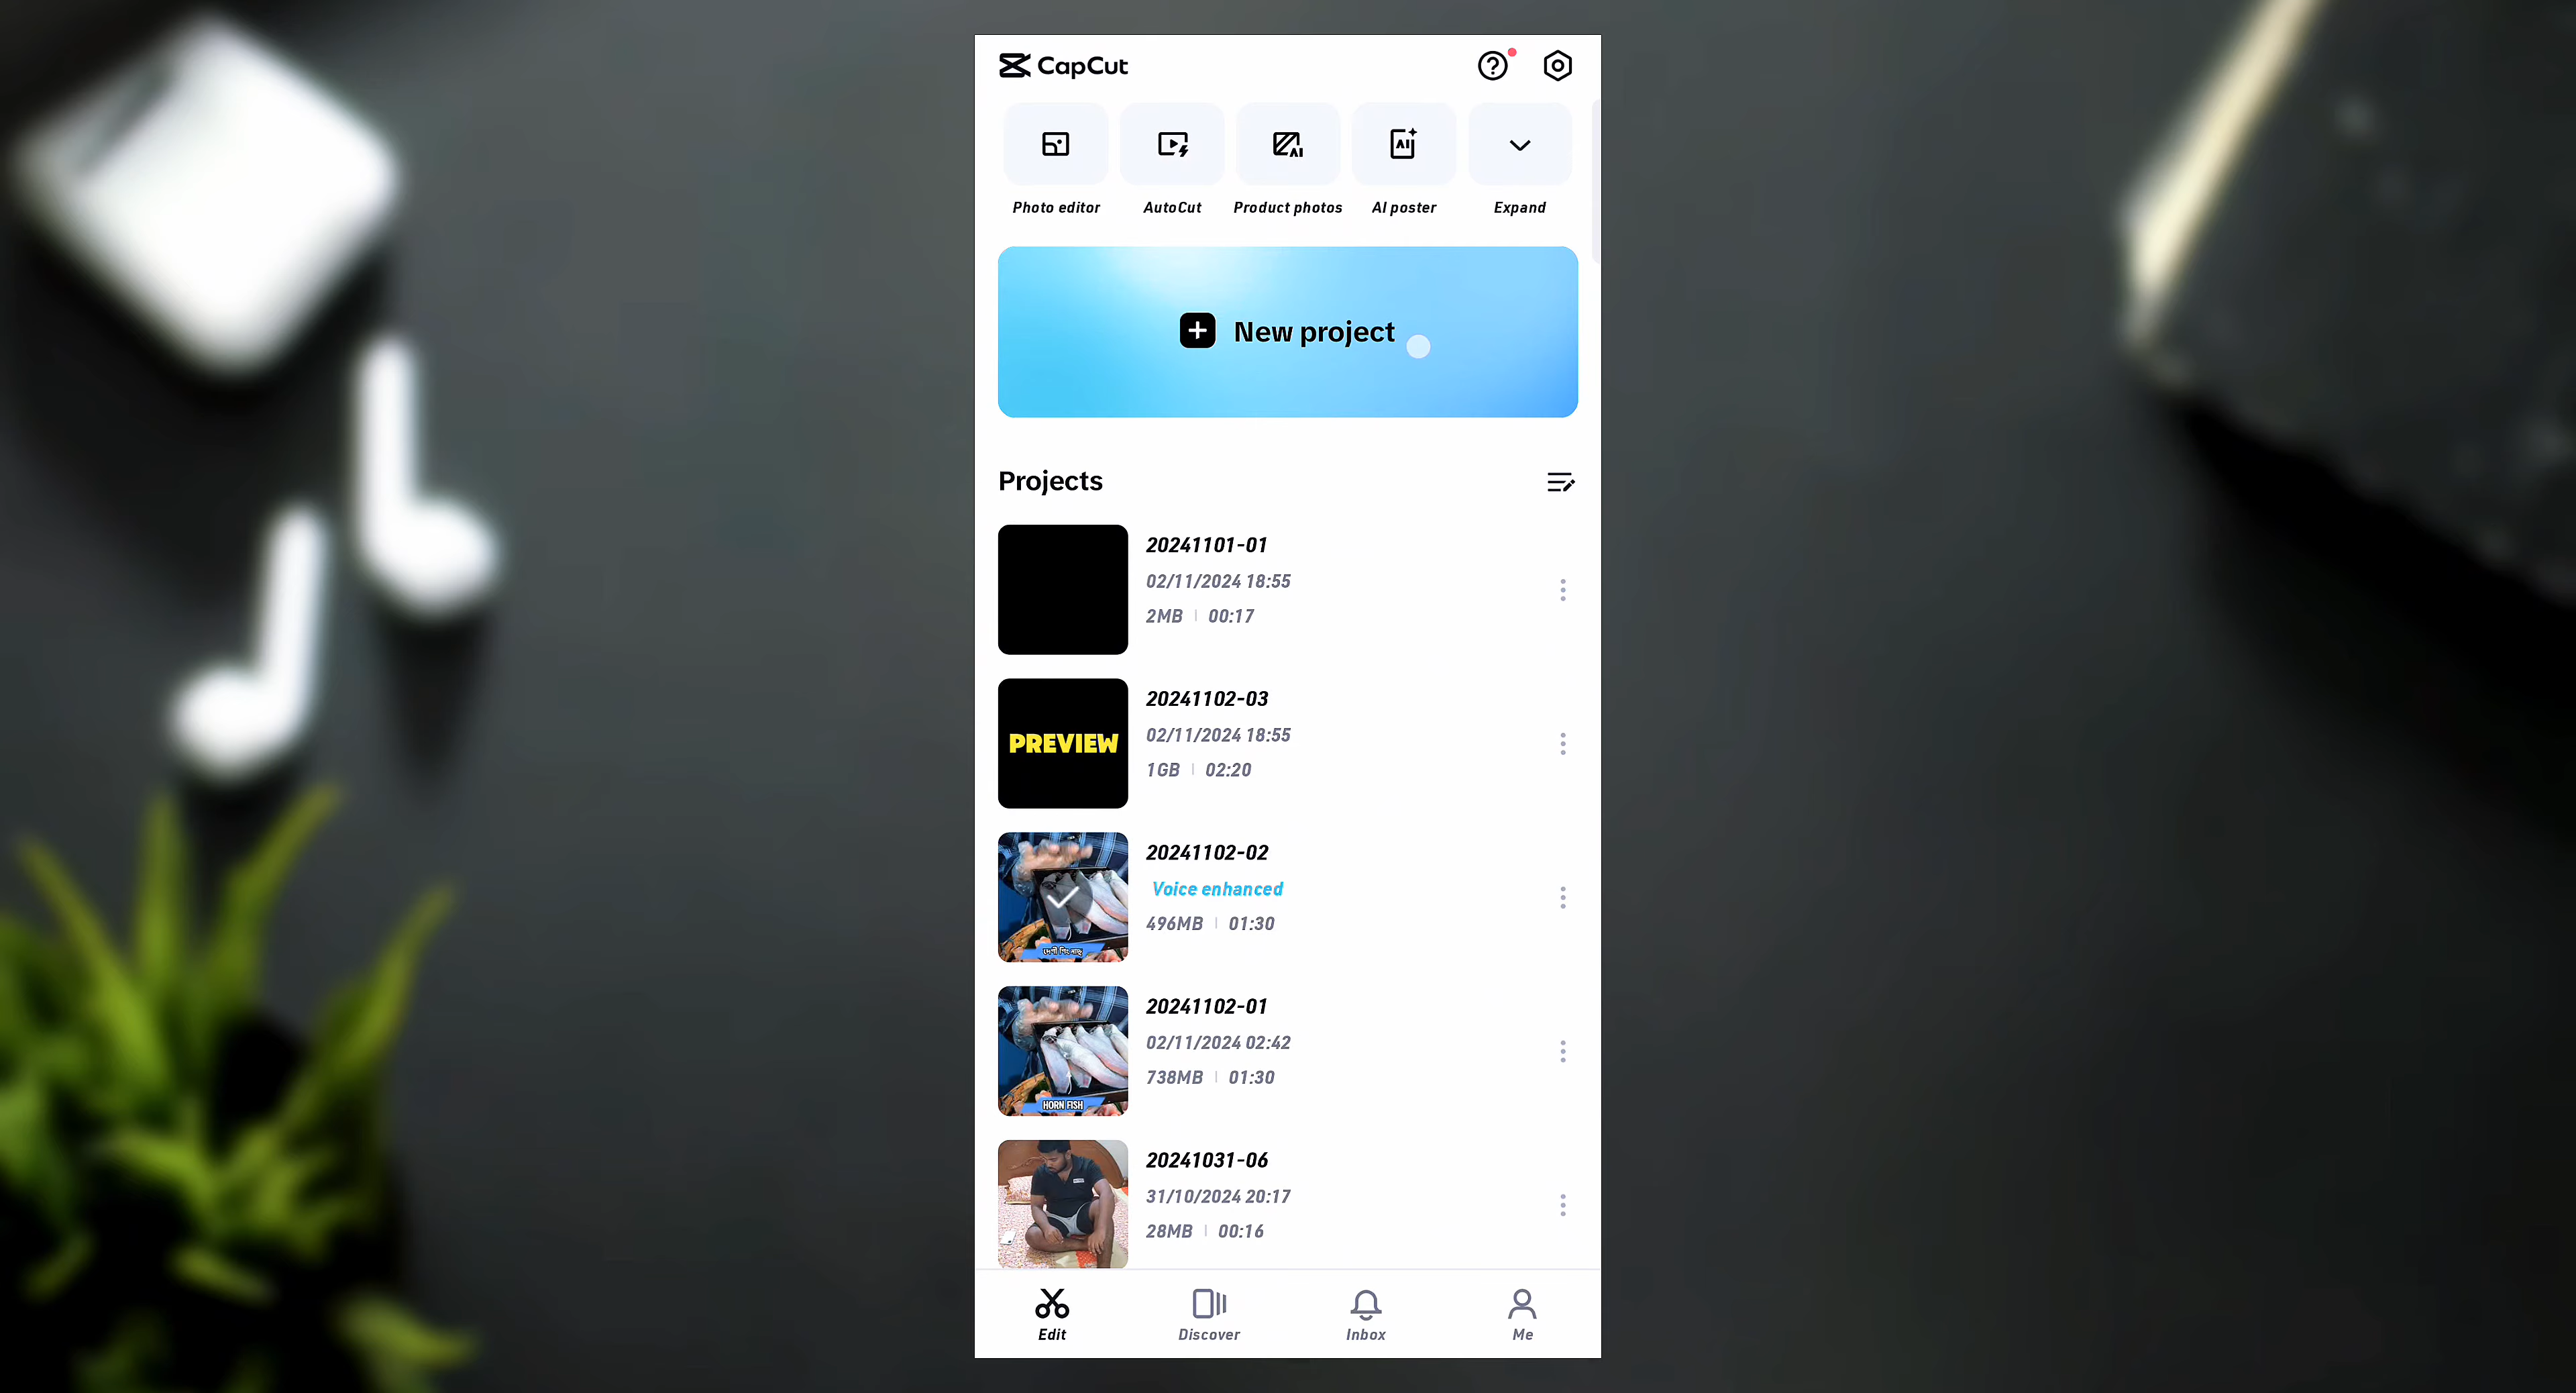 CapCut
Photo editor
AutoCut
AI
Product photos
AI
AI poster
Expand
New project
Projects
20241101-01
02/11/2024 18:55
2MB | 00:17
PREVIEW
20241102-03
02/11/2024 18:55
1GB | 02:20
20241102-02
Voice enhanced
496MB | 01:30
20241102-01
02/11/2024 02:42
738MB | 01:30
HORN FISH
20241031-06
31/10/2024 20:17
28MB | 00:16
Edit
Discover
Inbox
Me